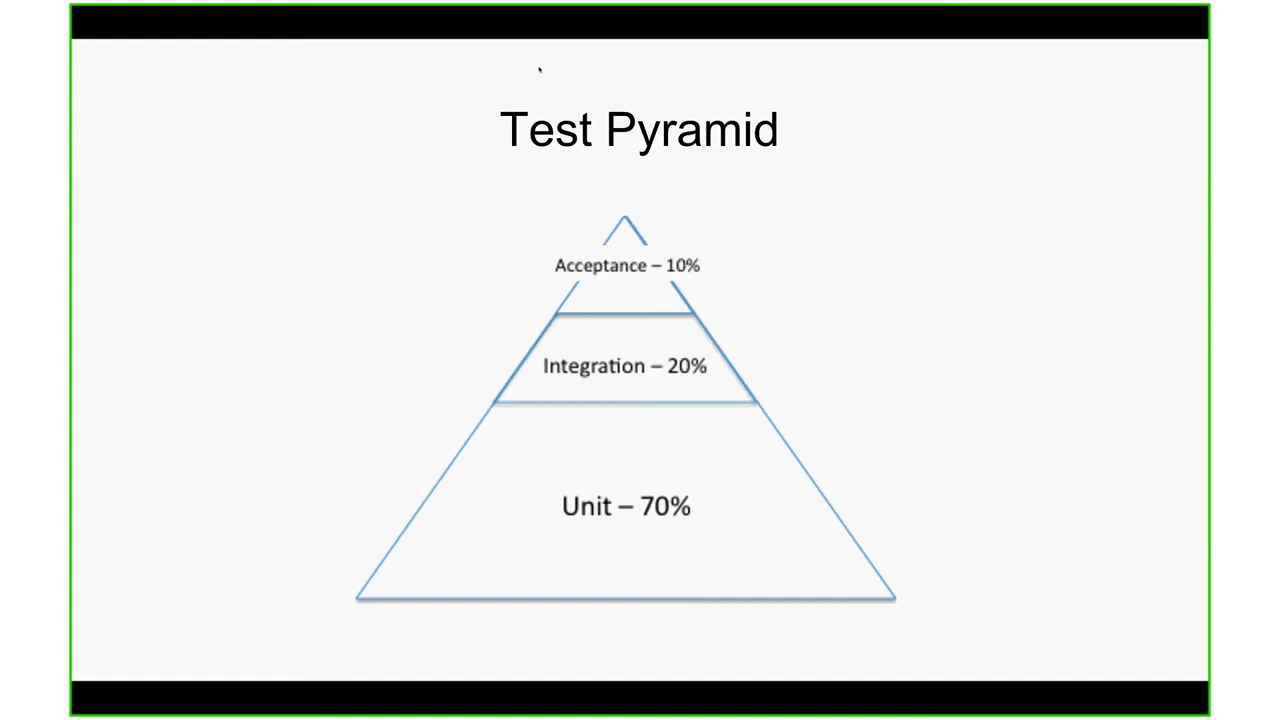 Test Pyramid
Acceptance – 10%
Integration – 20%
Unit – 70%